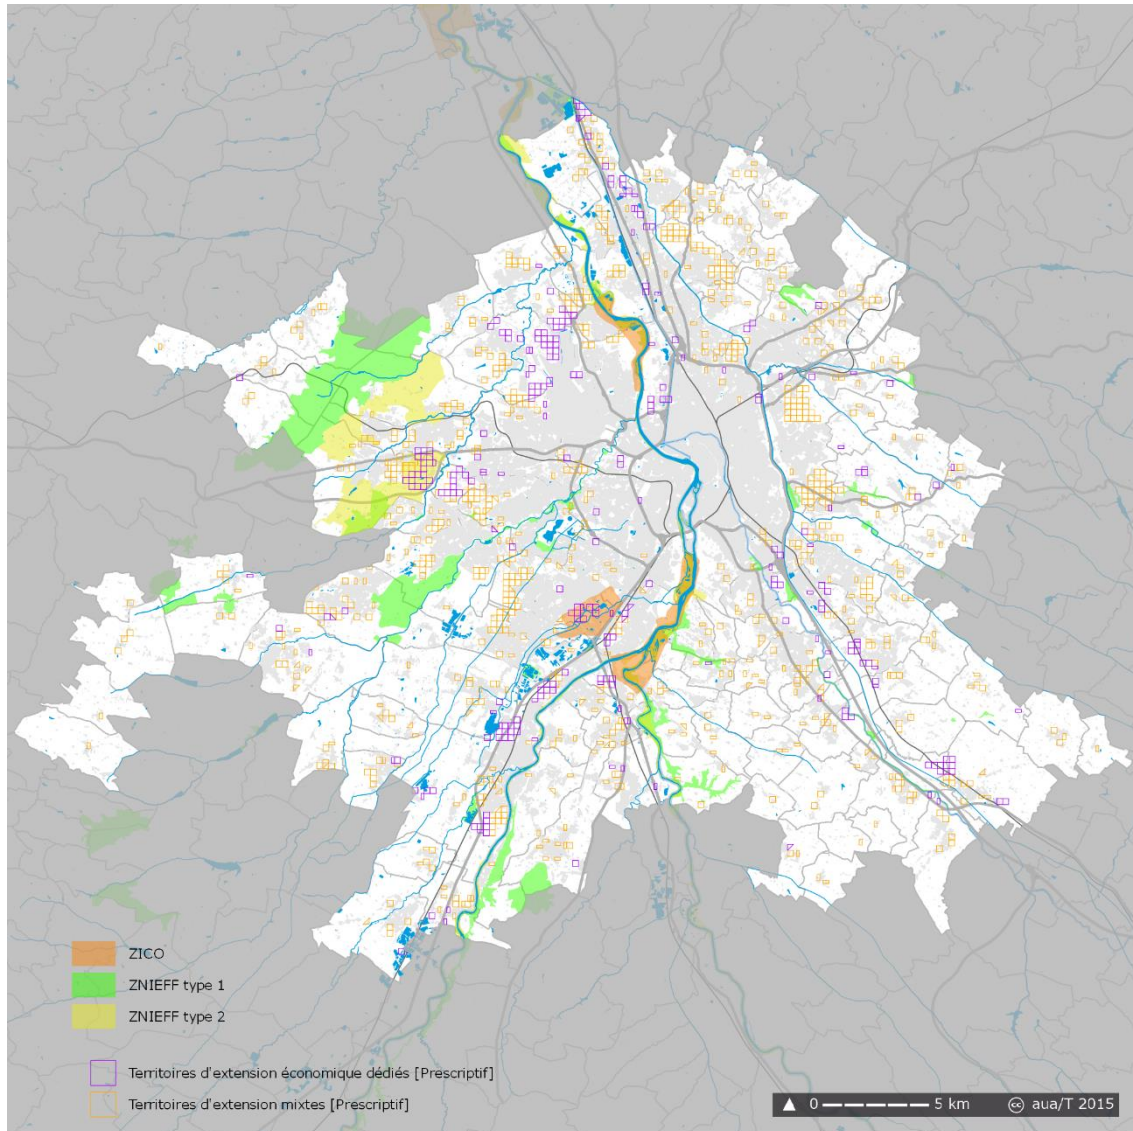 ZICO
ZNIEFF type 1
ZNIEFF type 2
Territoires d'extension économique dédiés [Prescriptif]
Territoires d'extension mixtes [Prescriptif]
0 5 km cc aua/T 2015